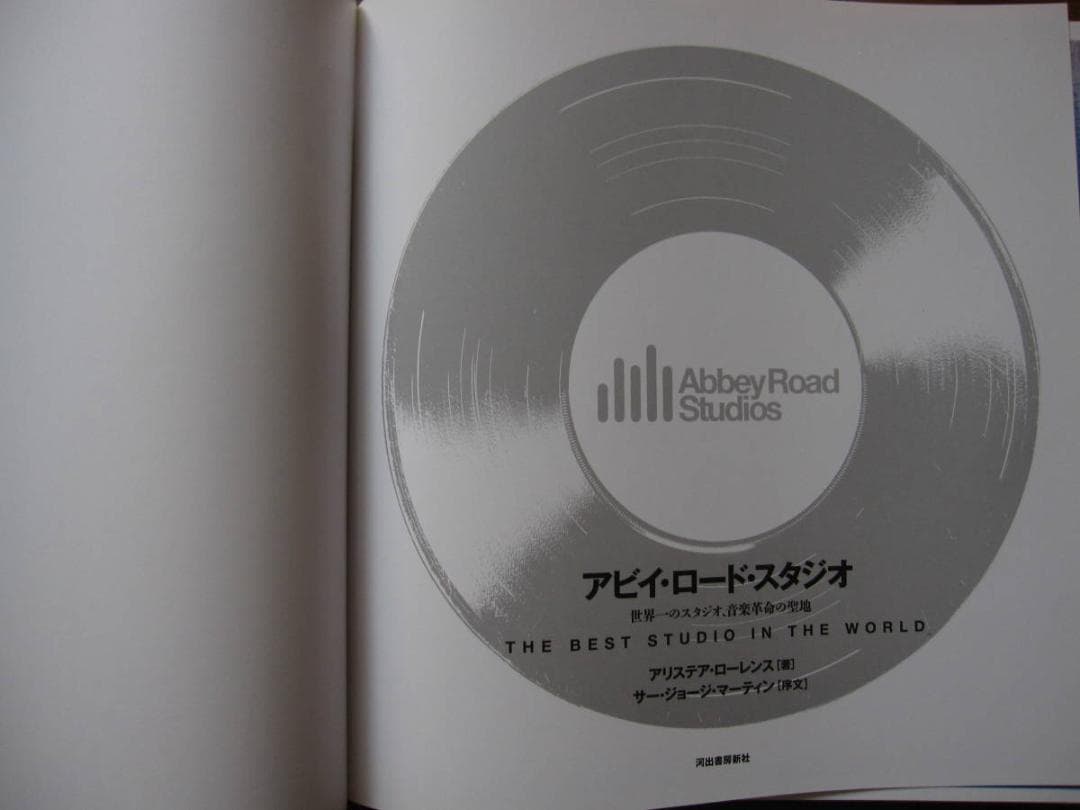 Abbey Road
Studios
アビイ・ロード・スタジオ
世界一のスタジオ、音楽革命の聖地
THE BEST STUDIO IN THE WORLD
アリステア・ローレンス[著]
サー・ジョージ・マーティン[序文]
河出書房新社